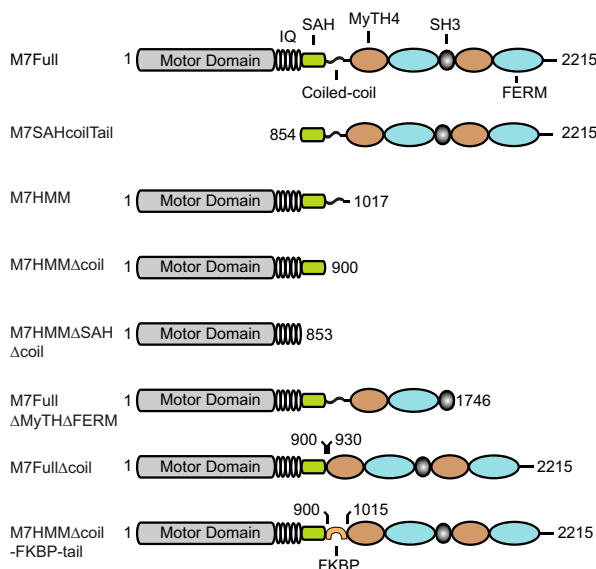 IQ SAH MyTH4 SH3
M7Full 1 Motor Domain 2215
Coiled-coil FERM
M7SAHcoilTail 854 2215
M7HMM 1 Motor Domain 1017
M7HMMΔcoil 1 Motor Domain 900
M7HMMΔSAH 1 Motor Domain 853
Δcoil
M7Full 1 Motor Domain 1746
ΔMyTHΔFERM
900 930
M7FullΔcoil 1 Motor Domain 2215
900 1015
M7HMMΔcoil 1 Motor Domain 2215
-FKBP-tail
FKBP